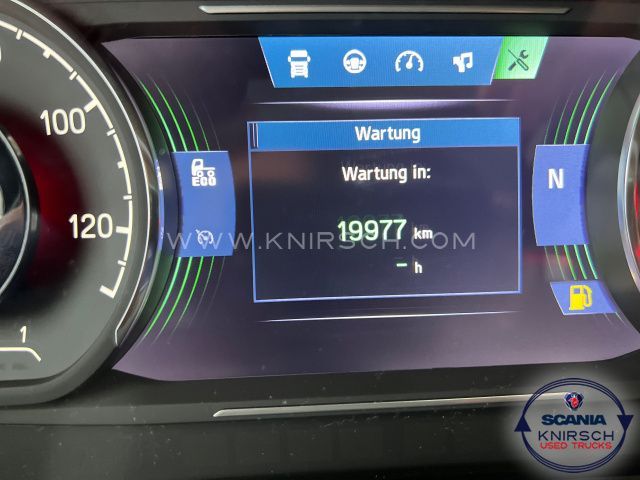 100
120
1
ECO
Wartung
Wartung in:
19977 km
- h
N
WWW.KNIRSCH.COM
SCANIA
KNIRSCH
USED TRUCKS